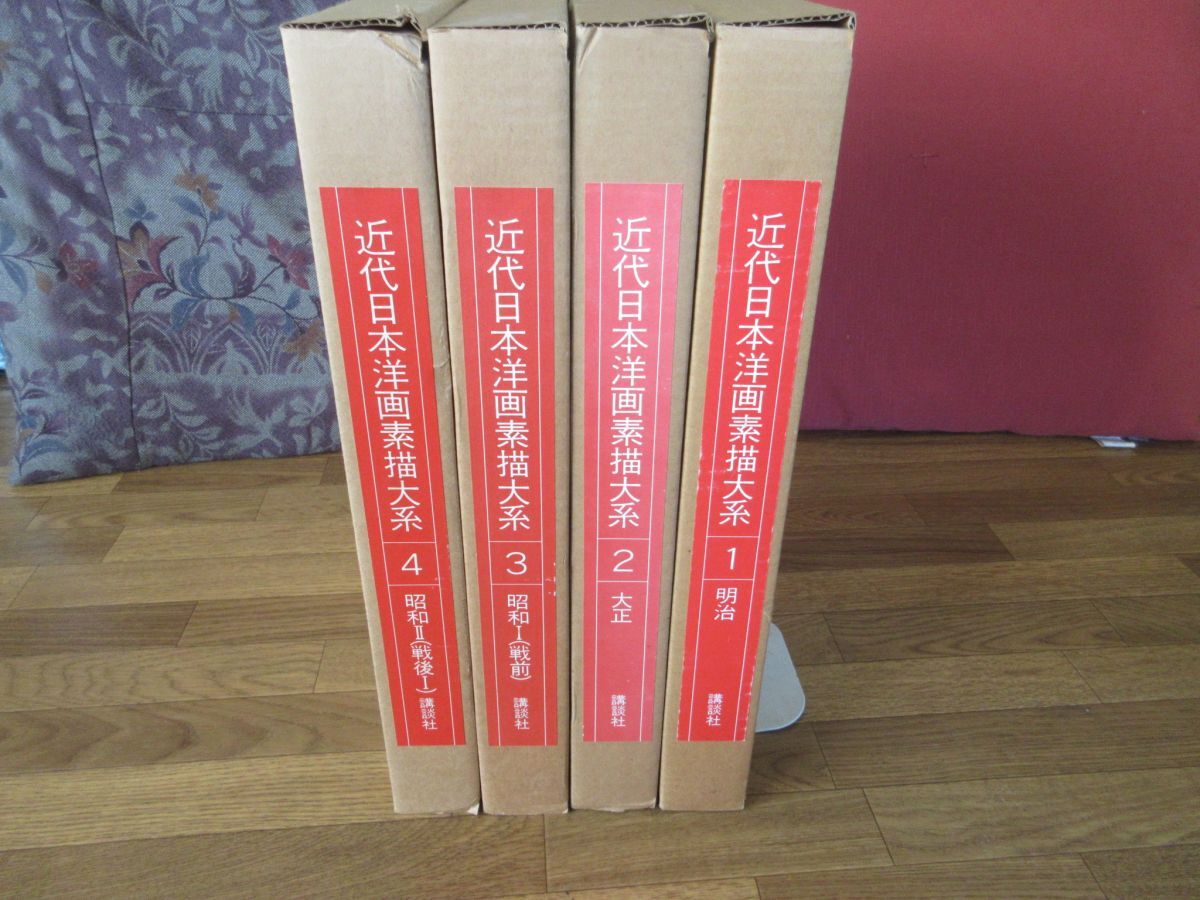 近代日本洋画素描大系
1
明治
講談社
近代日本洋画素描大系
2
大正
講談社
近代日本洋画素描大系
3
昭和Ⅰ(戦前)
講談社
近代日本洋画素描大系
4
昭和Ⅱ(戦後Ⅰ)
講談社